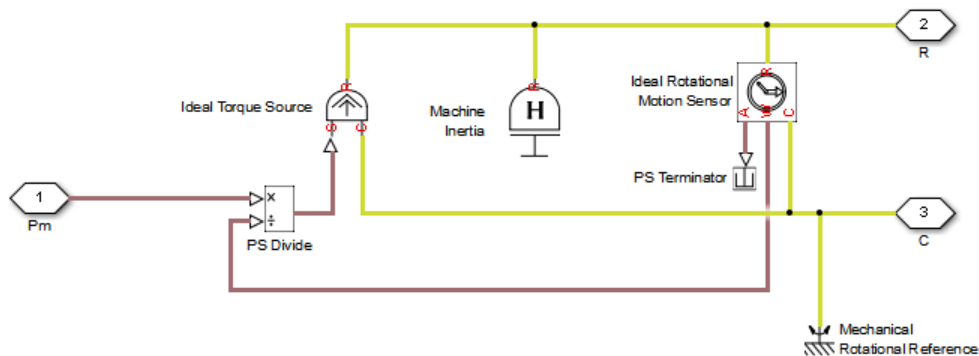 2
R
R
R
R
Ideal Torque Source
S
C
Machine
Inertia
H
Ideal Rotational
Motion Sensor
A
W
C
PS Terminator
1
Pm
×
÷
PS Divide
3
C
Mechanical
Rotational Reference